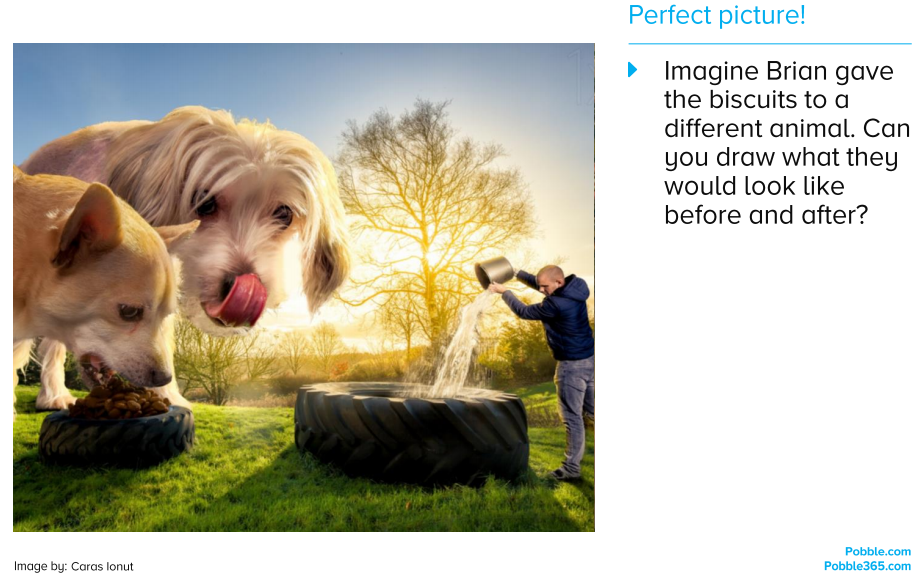 Perfect picture!
Imagine Brian gave
the biscuits to a
different animal. Can
you draw what they
would look like
before and after?
Image by: Caras Ionut
Pobble.com
Pobble365.com